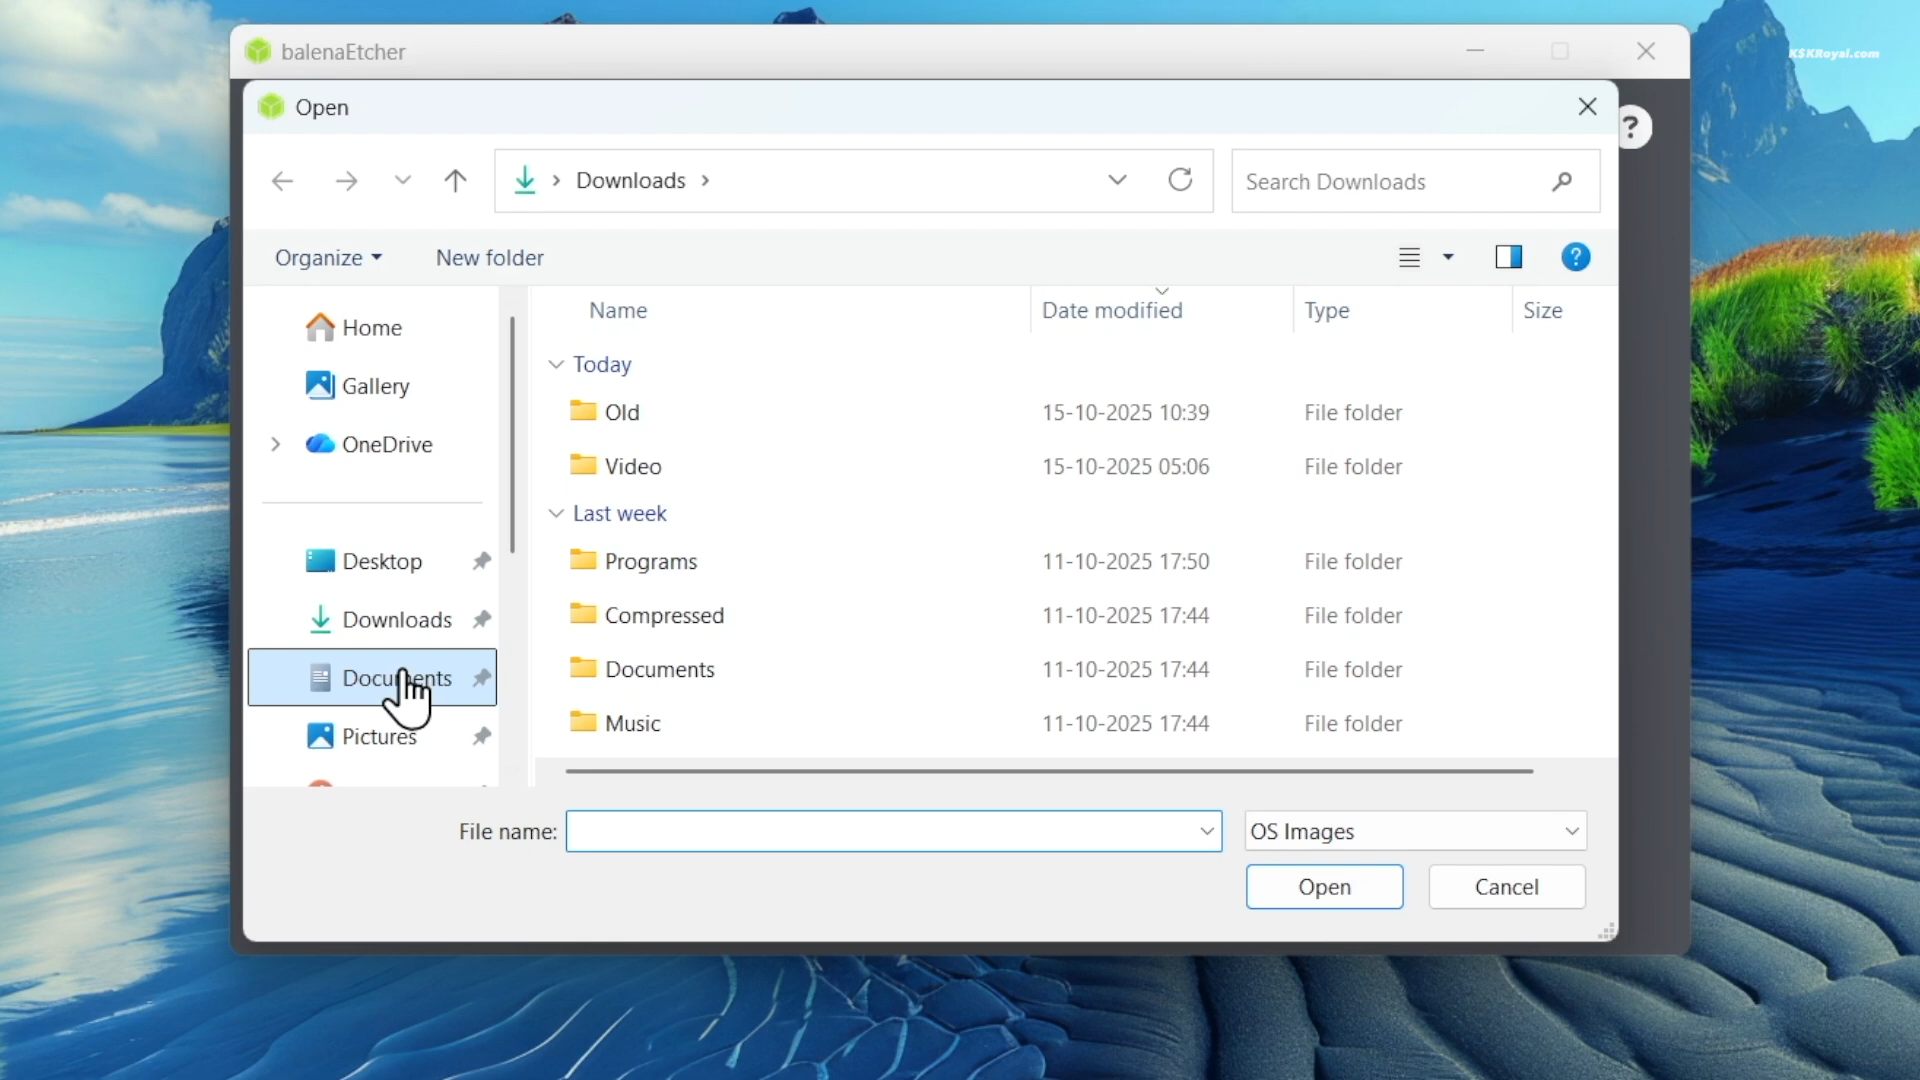 balenaEtcher
KSKRoyal.com
Open
?
Downloads
Search Downloads
Organize
New folder
?
Name
Date modified
Type
Size
Home
Gallery
OneDrive
Desktop
Downloads
Documents
Pictures
Today
Old 15-10-2025 10:39 File folder
Video 15-10-2025 05:06 File folder
Last week
Programs 11-10-2025 17:50 File folder
Compressed 11-10-2025 17:44 File folder
Documents 11-10-2025 17:44 File folder
Music 11-10-2025 17:44 File folder
File name:
OS Images
Open
Cancel